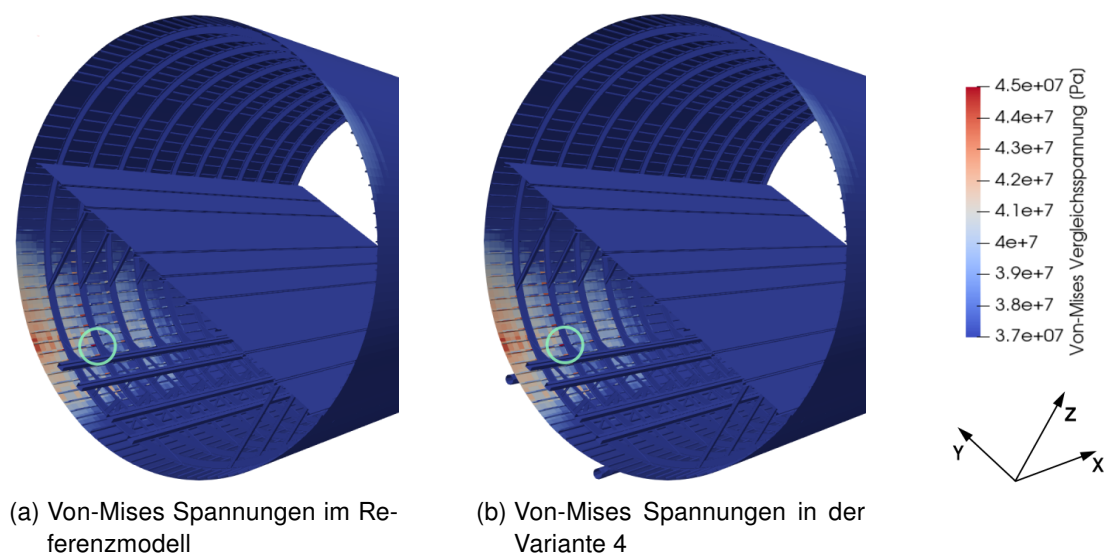 4.5e+07
4.4e+7
4.3e+7
4.2e+7
4.1e+7
4e+7
3.9e+7
3.8e+7
3.7e+07
Von-Mises Vergleichsspannung (Pa)
Z
Y
X
(a) Von-Mises Spannungen im Re-
ferenzmodell
(b) Von-Mises Spannungen in der
Variante 4